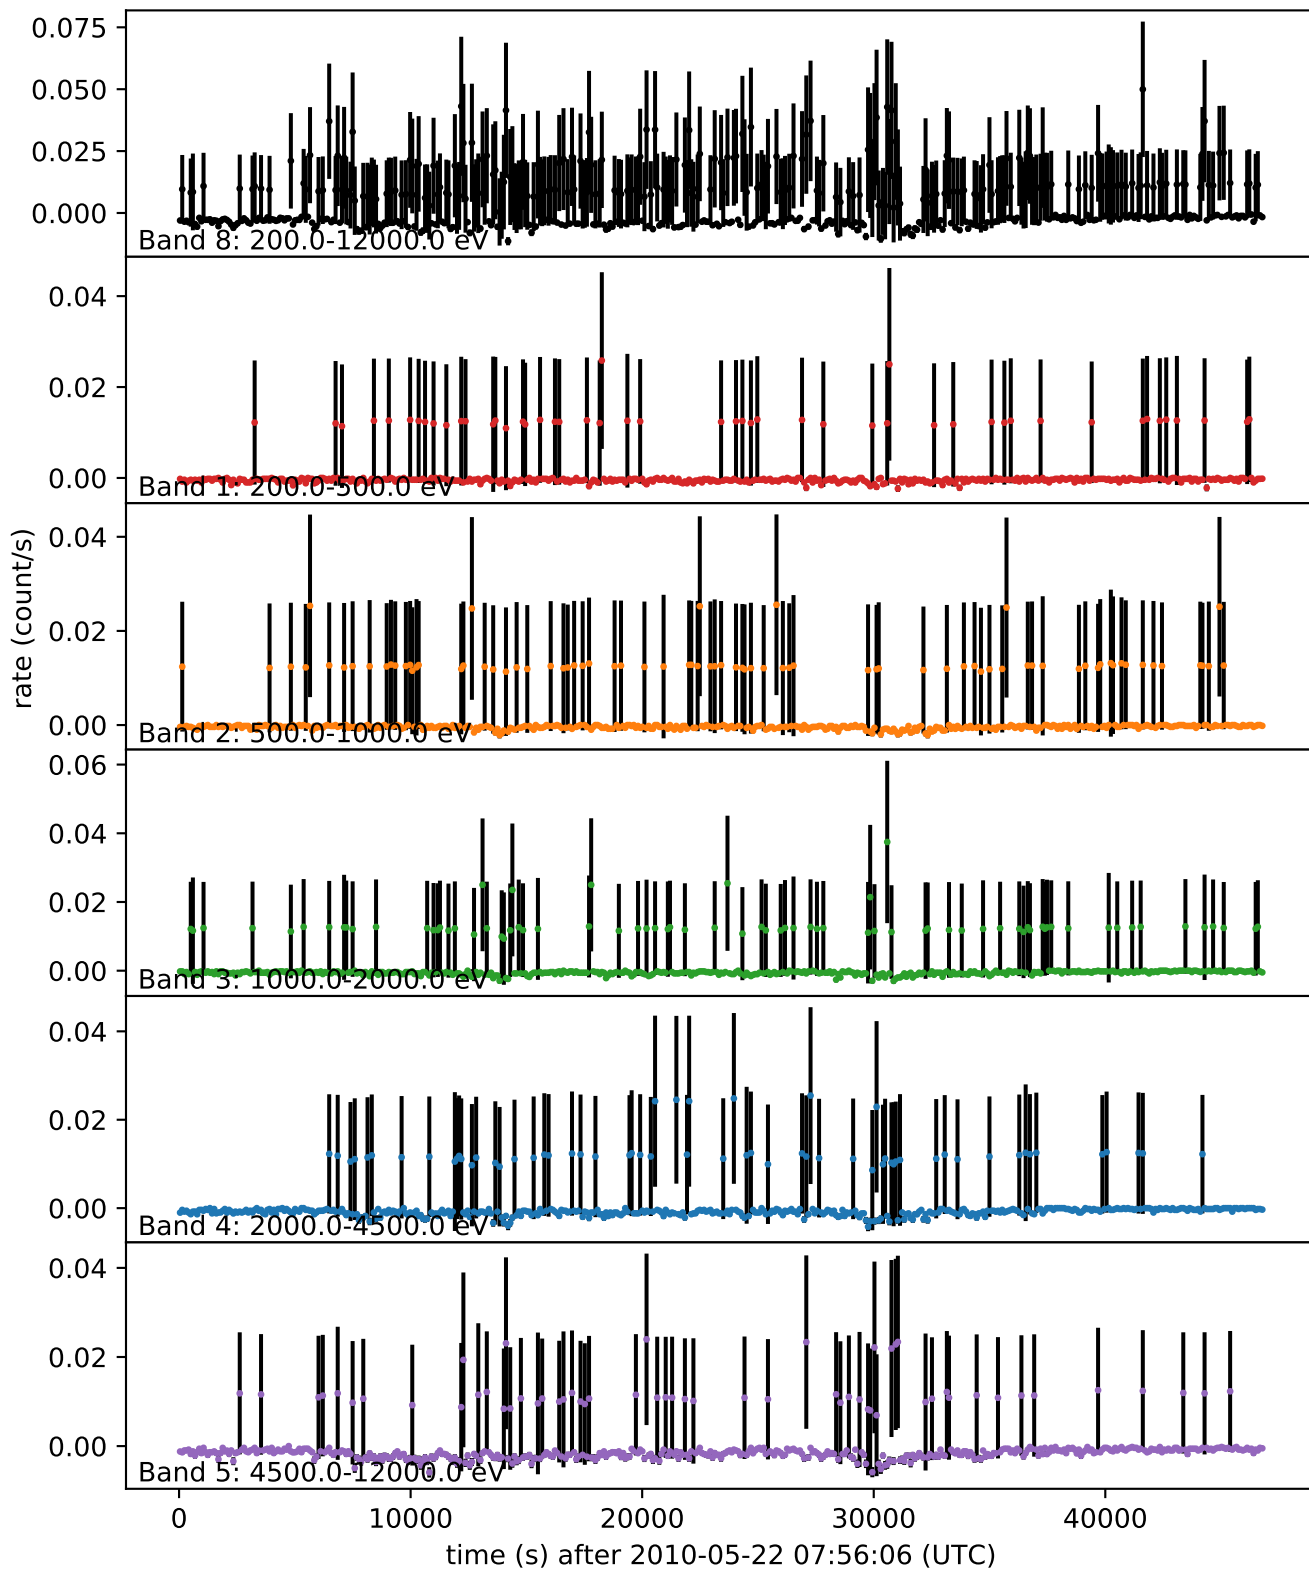 0.075
0.050
0.025
0.000
Band 8: 200.0-12000.0 eV
0.04
0.02
0.00
Band 1: 200.0-500.0 eV
rate (count/s)
0.04
0.02
0.00
Band 2: 500.0-1000.0 eV
0.06
0.04
0.02
0.00
Band 3: 1000.0-2000.0 eV
0.04
0.02
0.00
Band 4: 2000.0-4500.0 eV
0.04
0.02
0.00
Band 5: 4500.0-12000.0 eV
0 10000 20000 30000 40000
time (s) after 2010-05-22 07:56:06 (UTC)